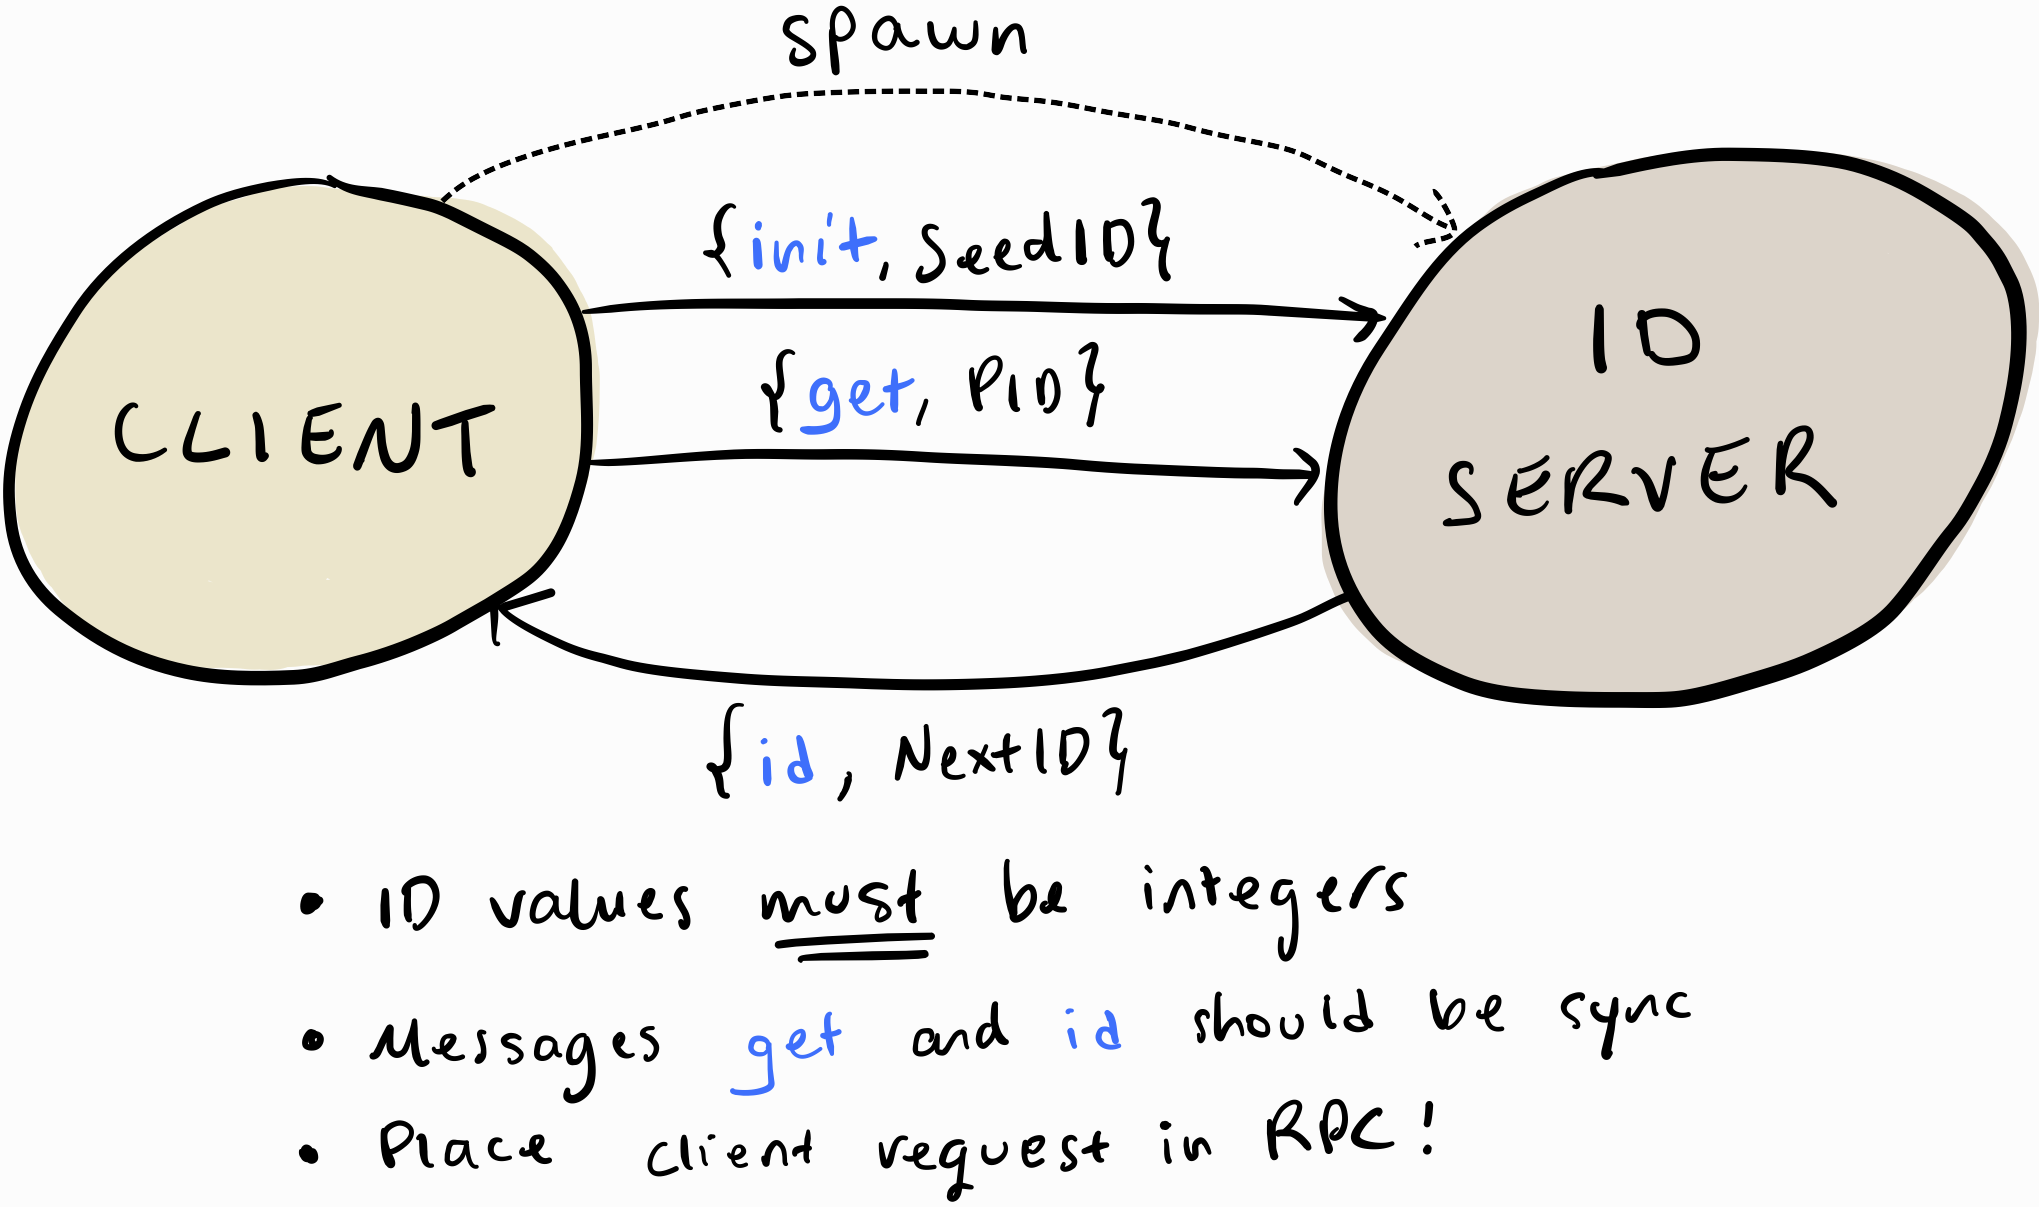 spawn
{init, SeedID}
{get, PID}
CLIENT
ID
SERVER
{id, NextID}
• ID values must be integers
• Messages get and id should be sync
• Place client request in RPC!